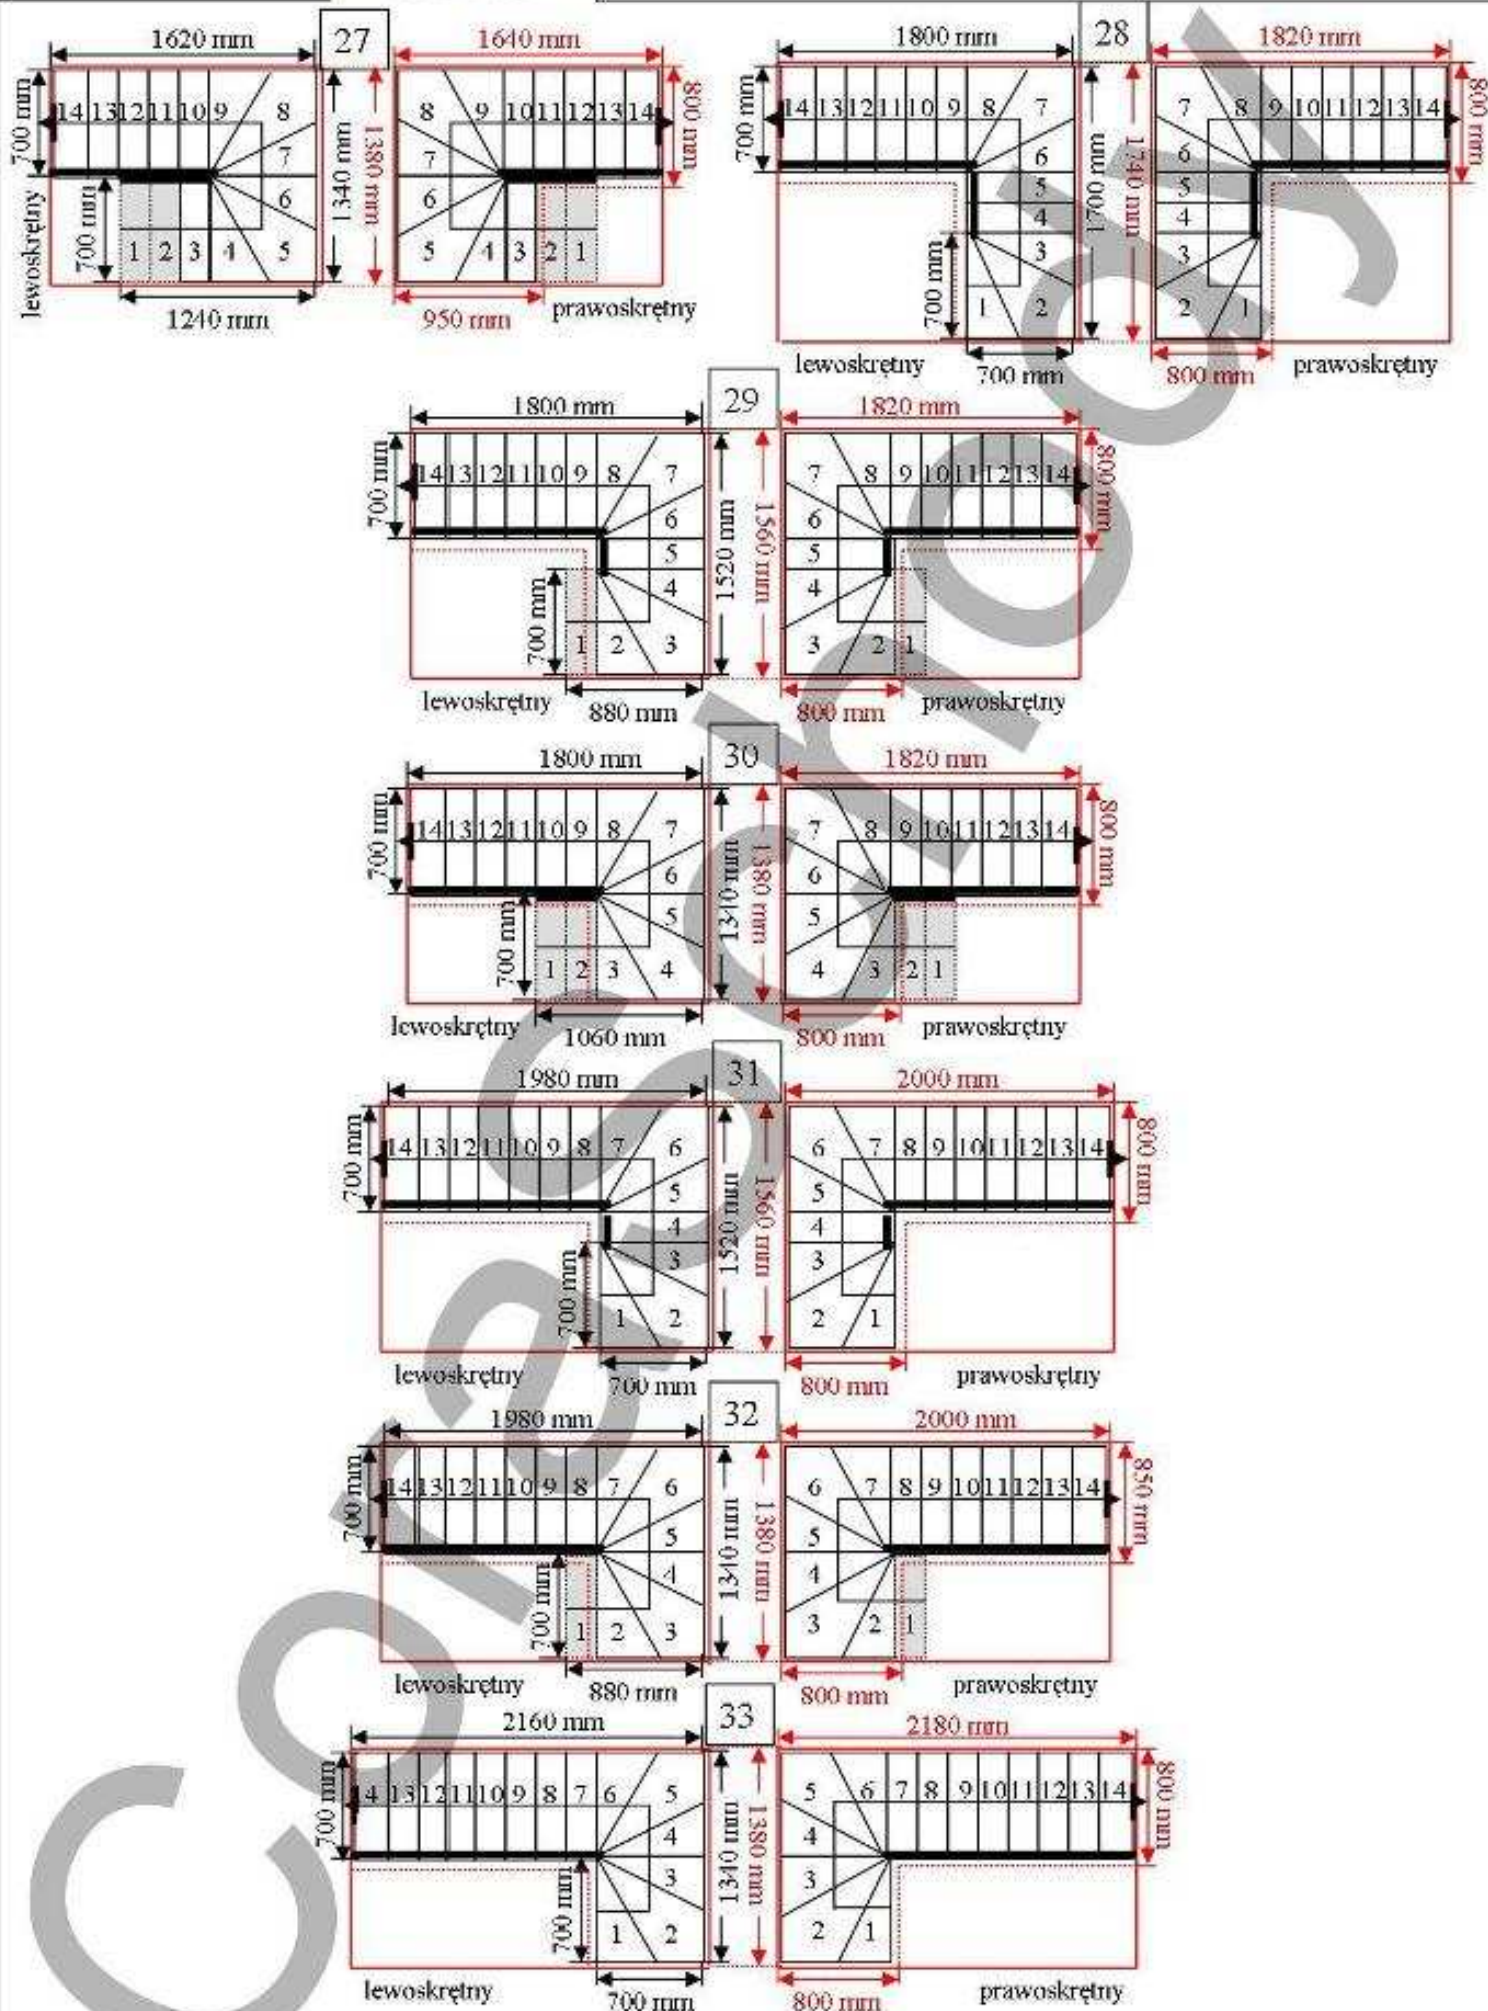 27
1620 mm
1640 mm
700 mm
14 13 12 11 10 9 8
7
6
1 2 3 4 5
700 mm
1340 mm
1380 mm
1240 mm
lewoskrętny
8 9 10 11 12 13 14
7
6
5 4 3 2 1
800 mm
950 mm
prawoskrętny
28
1800 mm
1820 mm
700 mm
14 13 12 11 10 9 8 7
6
5
4
3
1 2
700 mm
1700 mm
1740 mm
lewoskrętny
700 mm
7 8 9 10 11 12 13 14
6
5
4
3
2 1
800 mm
800 mm
prawoskrętny
29
1800 mm
1820 mm
700 mm
14 13 12 11 10 9 8 7
6
5
4
1 2 3
700 mm
1520 mm
1560 mm
lewoskrętny
880 mm
7 8 9 10 11 12 13 14
6
5
4
3 2 1
800 mm
800 mm
prawoskrętny
30
1800 mm
1820 mm
700 mm
14 13 12 11 10 9 8 7
6
5
1 2 3 4
700 mm
1340 mm
1380 mm
lewoskrętny
1060 mm
7 8 9 10 11 12 13 14
6
5
4 3 2 1
800 mm
800 mm
prawoskrętny
31
1980 mm
2000 mm
700 mm
14 13 12 11 10 9 8 7 6
5
4
3
1 2
700 mm
1520 mm
1560 mm
lewoskrętny
700 mm
6 7 8 9 10 11 12 13 14
5
4
3
2 1
800 mm
800 mm
prawoskrętny
32
1980 mm
2000 mm
700 mm
14 13 12 11 10 9 8 7 6
5
4
1 2 3
700 mm
1340 mm
1380 mm
lewoskrętny
880 mm
6 7 8 9 10 11 12 13 14
5
4
3 2 1
850 mm
800 mm
prawoskrętny
33
2160 mm
2180 mm
700 mm
14 13 12 11 10 9 8 7 6 5
4
3
1 2
700 mm
1340 mm
1380 mm
lewoskrętny
700 mm
5 6 7 8 9 10 11 12 13 14
4
3
2 1
800 mm
800 mm
prawoskrętny
CoraSchody